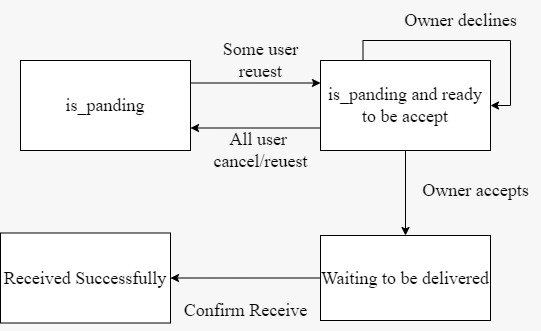 Owner declines
Some user
reuest
is_panding
is_panding and ready
to be accept
All user
cancel/reuest
Owner accepts
Received Successfully
Waiting to be delivered
Confirm Receive